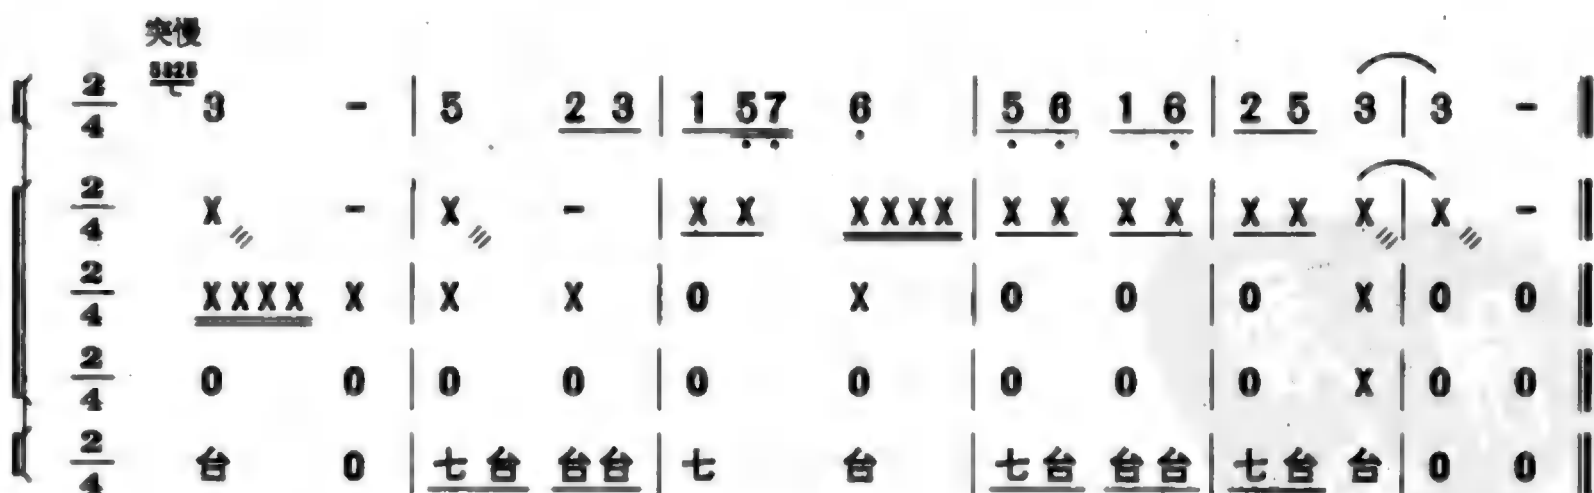 突慢
5325
2/4 3 - | 5 2 3 | 1 5 7 6 | 5 6 1 6 | 2 5 3 | 3 - ‖
2/4 X - | X - | X X X X X X | X X X X | X X X | X - ‖
2/4 X X X X X | X X | 0 X | 0 0 | 0 X | 0 0 ‖
2/4 0 0 | 0 0 | 0 0 | 0 0 | 0 X | 0 0 ‖
2/4 台 0 | 七 台 台 台 | 七 台 | 七 台 台 台 | 七 台 台 | 0 0 ‖